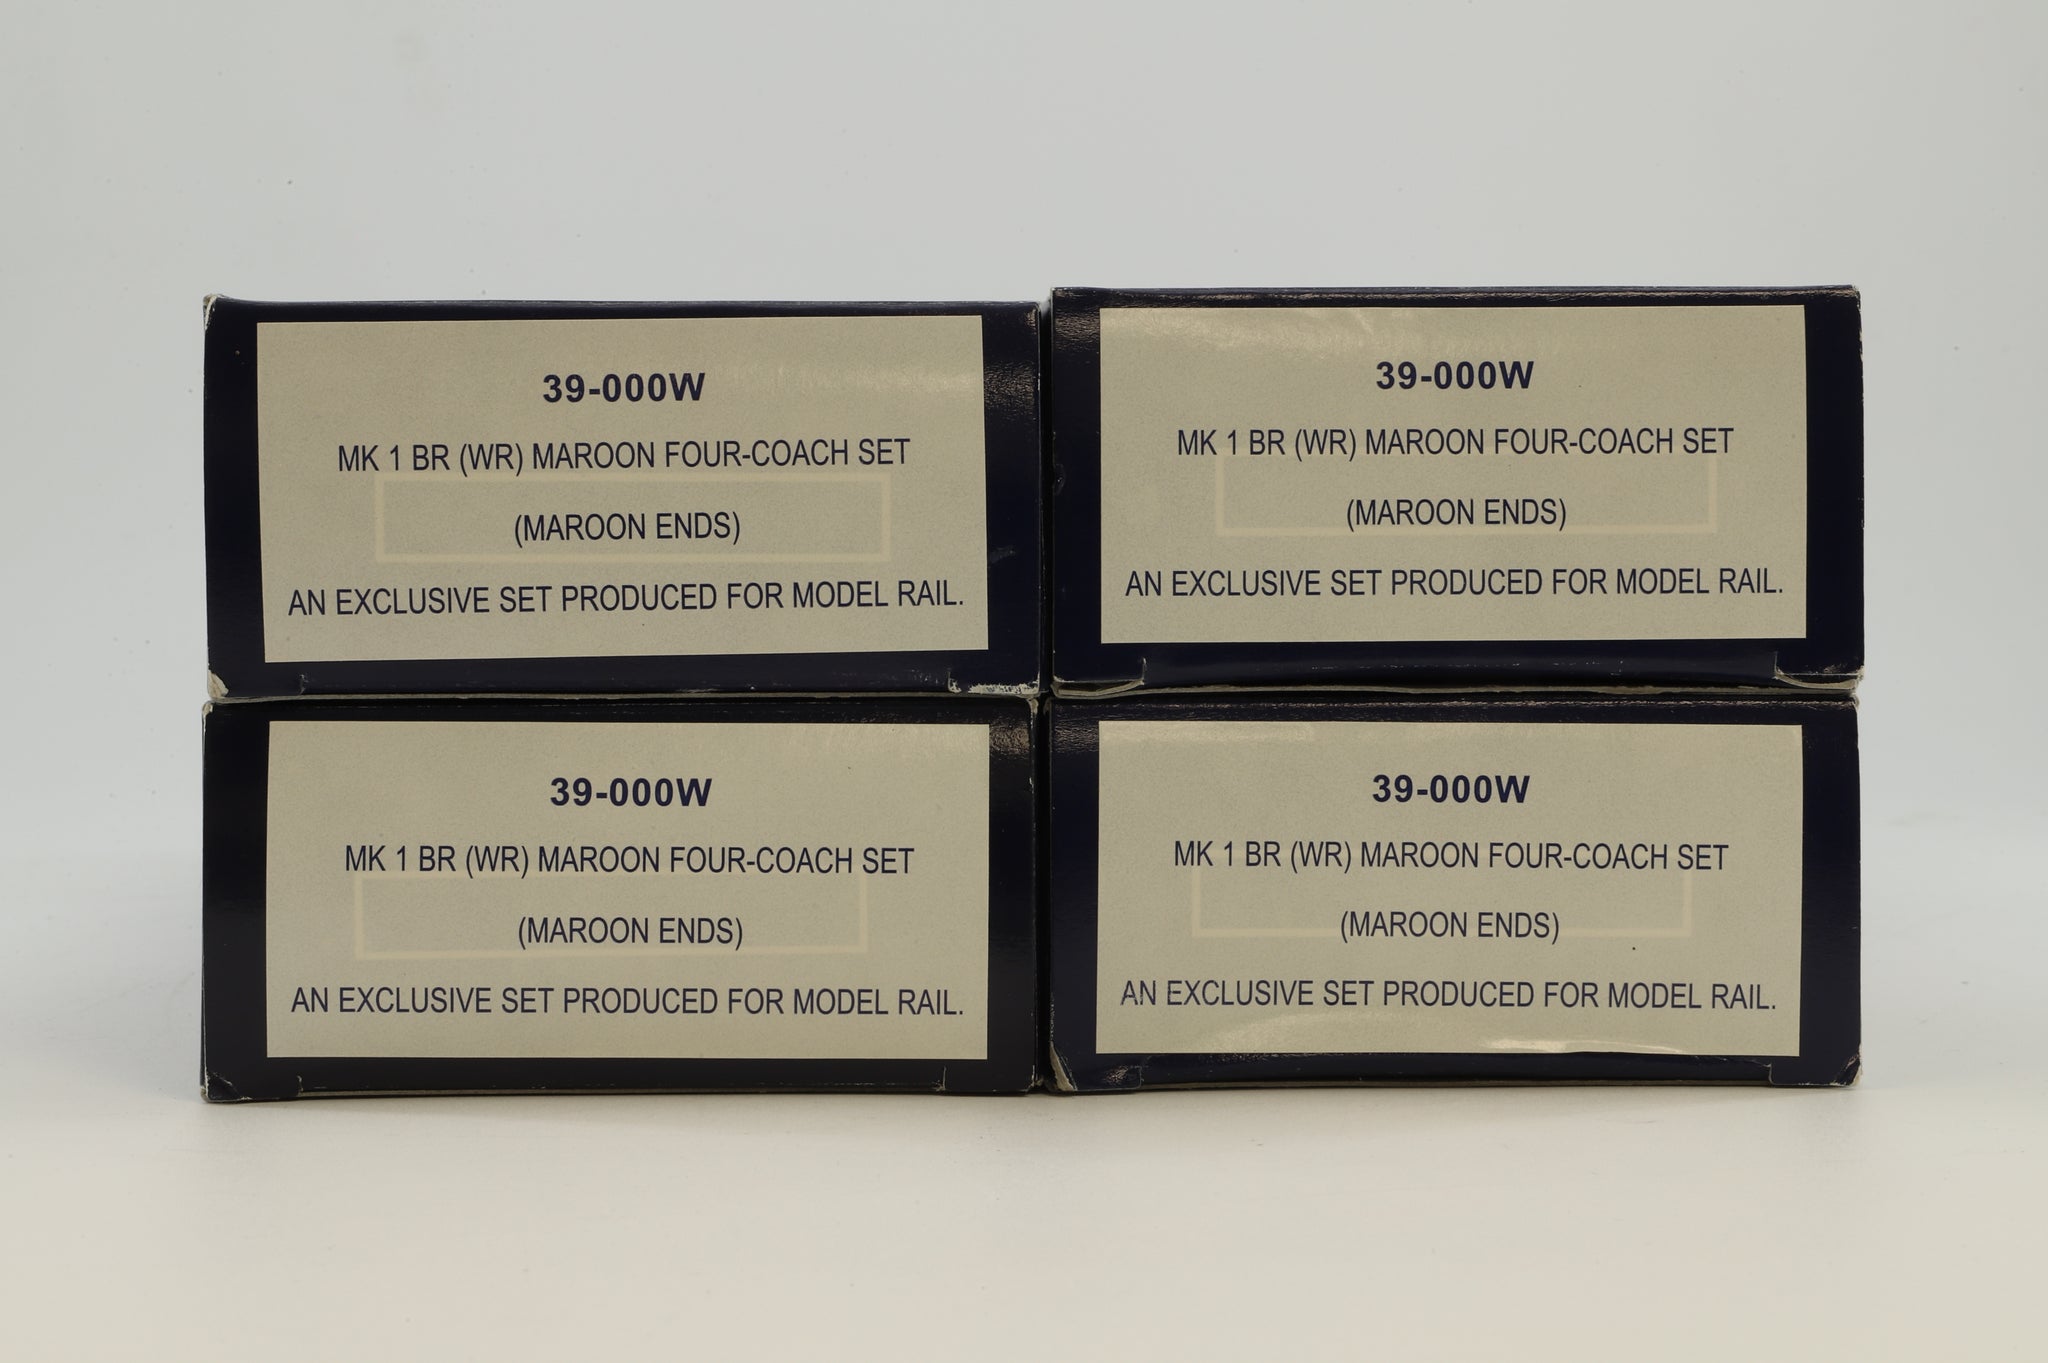 39-000W
MK 1 BR (WR) MAROON FOUR-COACH SET
(MAROON ENDS)
AN EXCLUSIVE SET PRODUCED FOR MODEL RAIL.
39-000W
MK 1 BR (WR) MAROON FOUR-COACH SET
(MAROON ENDS)
AN EXCLUSIVE SET PRODUCED FOR MODEL RAIL.
39-000W
MK 1 BR (WR) MAROON FOUR-COACH SET
(MAROON ENDS)
AN EXCLUSIVE SET PRODUCED FOR MODEL RAIL.
39-000W
MK 1 BR (WR) MAROON FOUR-COACH SET
(MAROON ENDS)
AN EXCLUSIVE SET PRODUCED FOR MODEL RAIL.